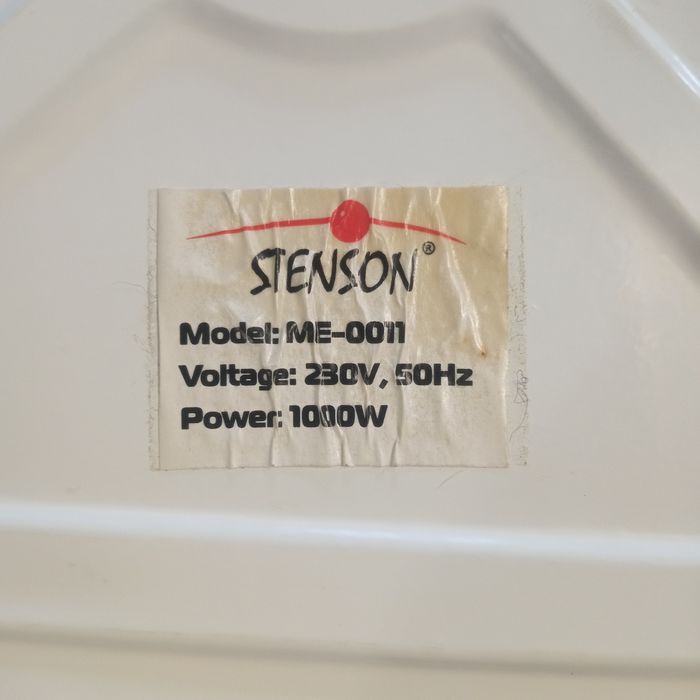 STENSON®
Model: ME-0011
Voltage: 230V, 50Hz
Power: 1000W